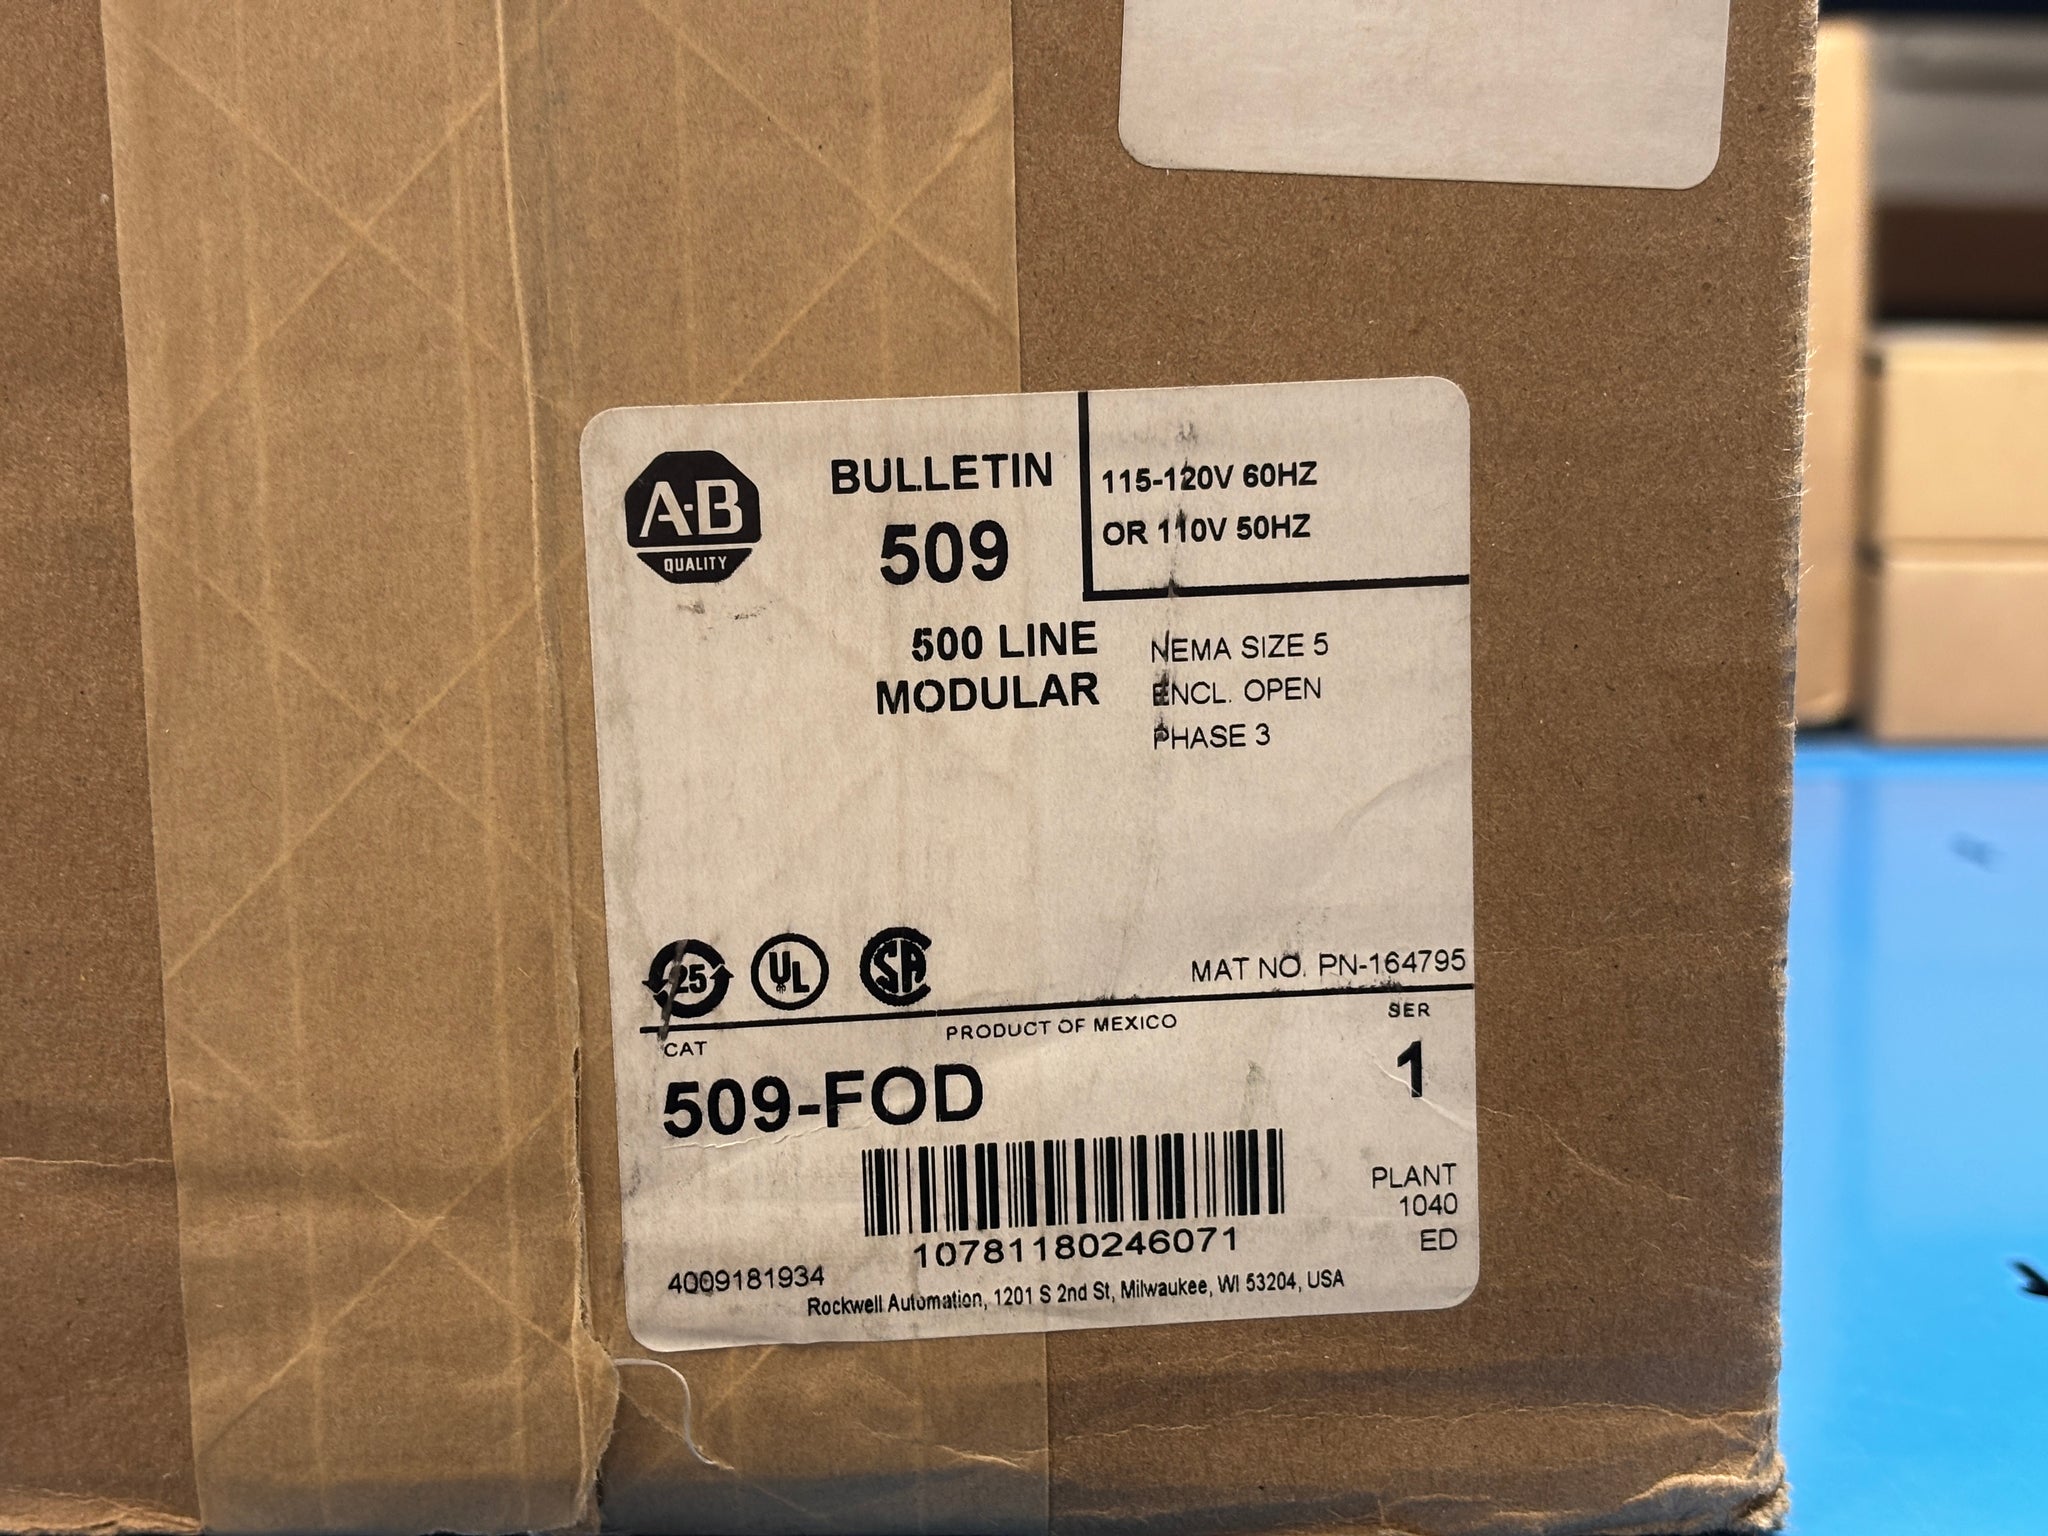 A-B
QUALITY
BULLETIN
509
115-120V 60HZ
OR 110V 50HZ
500 LINE
MODULAR
NEMA SIZE 5
ENCL. OPEN
PHASE 3
25
UL
SA
MAT NO. PN-164795
PRODUCT OF MEXICO
SER
CAT
509-FOD
1
PLANT
1040
ED
10781180246071
4009181934
Rockwell Automation, 1201 S 2nd St, Milwaukee, WI 53204, USA